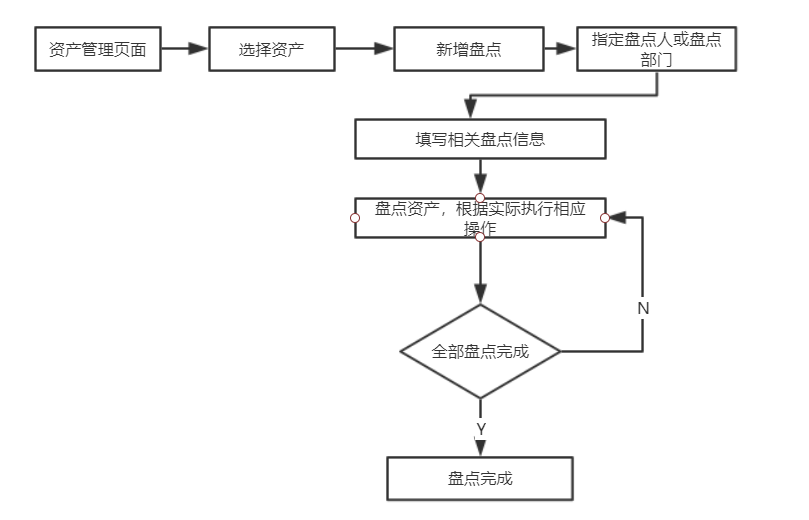 资产管理页面
选择资产
新增盘点
指定盘点人或盘点
部门
填写相关盘点信息
盘点资产，根据实际执行相应
操作
N
全部盘点完成
Y
盘点完成